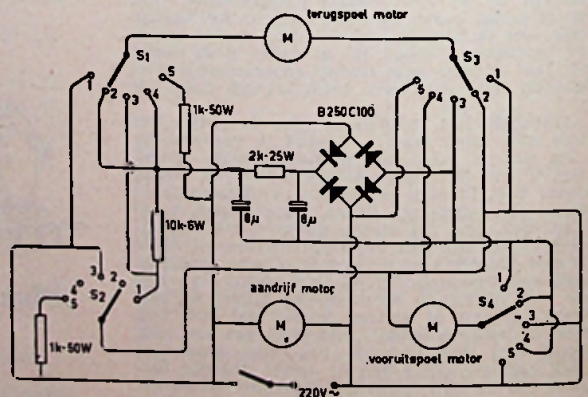 terugspoel motor
M
S1
S3
1
2
3
4
5
5
4
3
2
1
1k-50W
B250C100
2k-25W
8µ
8µ
10k-6W
3
2
4
5
S2
1
1k-50W
aandrijf motor
M
M
S4
1
2
3
4
5
vooruitspoel motor
220V~